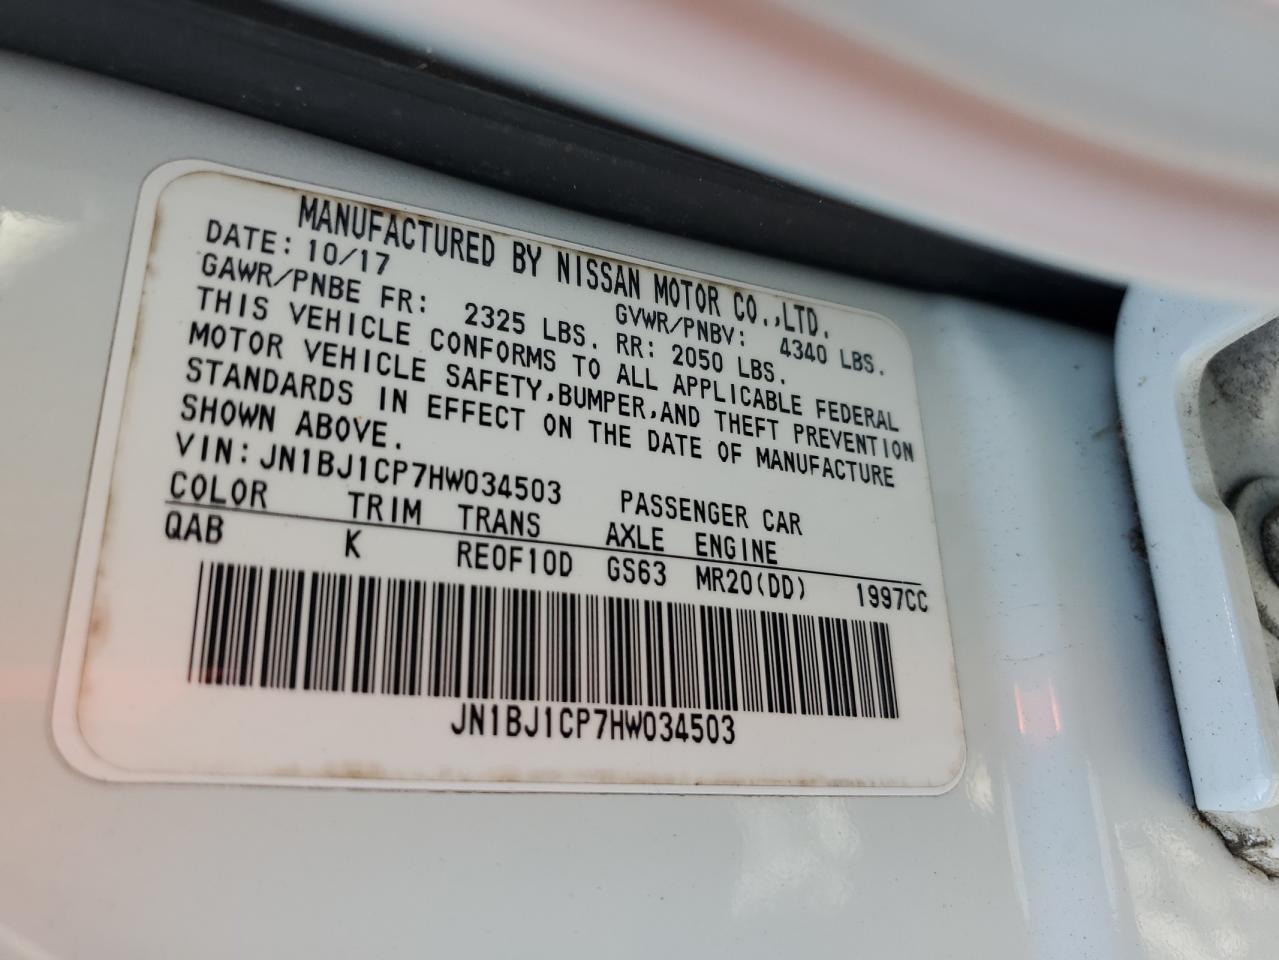 MANUFACTURED BY NISSAN MOTOR CO.,LTD.
DATE: 10/17 GVWR/PNBV: 4340 LBS.
GAWR/PNBE FR: 2325 LBS. RR: 2050 LBS.
THIS VEHICLE CONFORMS TO ALL APPLICABLE FEDERAL
MOTOR VEHICLE SAFETY,BUMPER,AND THEFT PREVENTION
STANDARDS IN EFFECT ON THE DATE OF MANUFACTURE
SHOWN ABOVE.
VIN: JN1BJ1CP7HW034503 PASSENGER CAR
COLOR TRIM TRANS AXLE ENGINE
QAB K RE0F10D GS63 MR20(DD) 1997CC
JN1BJ1CP7HW034503